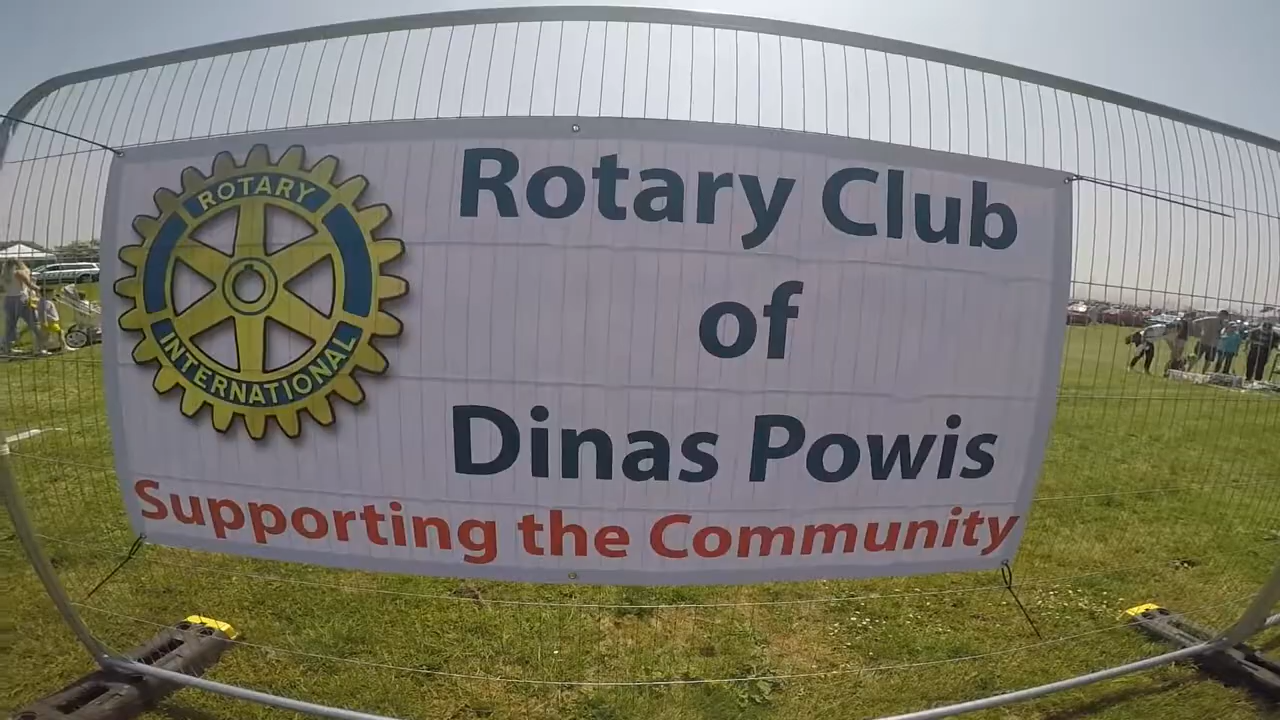 ROTARY
INTERNATIONAL
Rotary Club
of
Dinas Powis
Supporting the Community